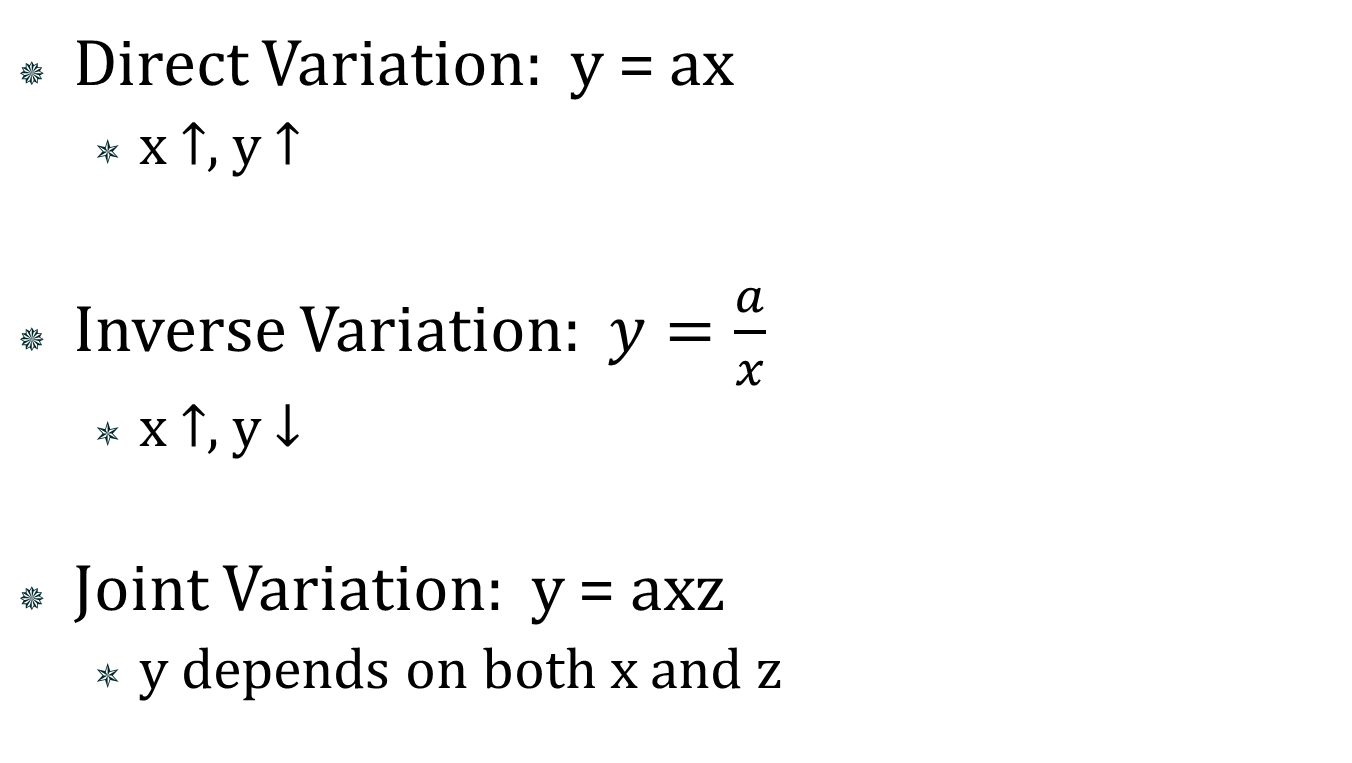 Direct Variation: y = ax
x ↑, y ↑
Inverse Variation: y = a/x
x ↑, y ↓
Joint Variation: y = axz
y depends on both x and z